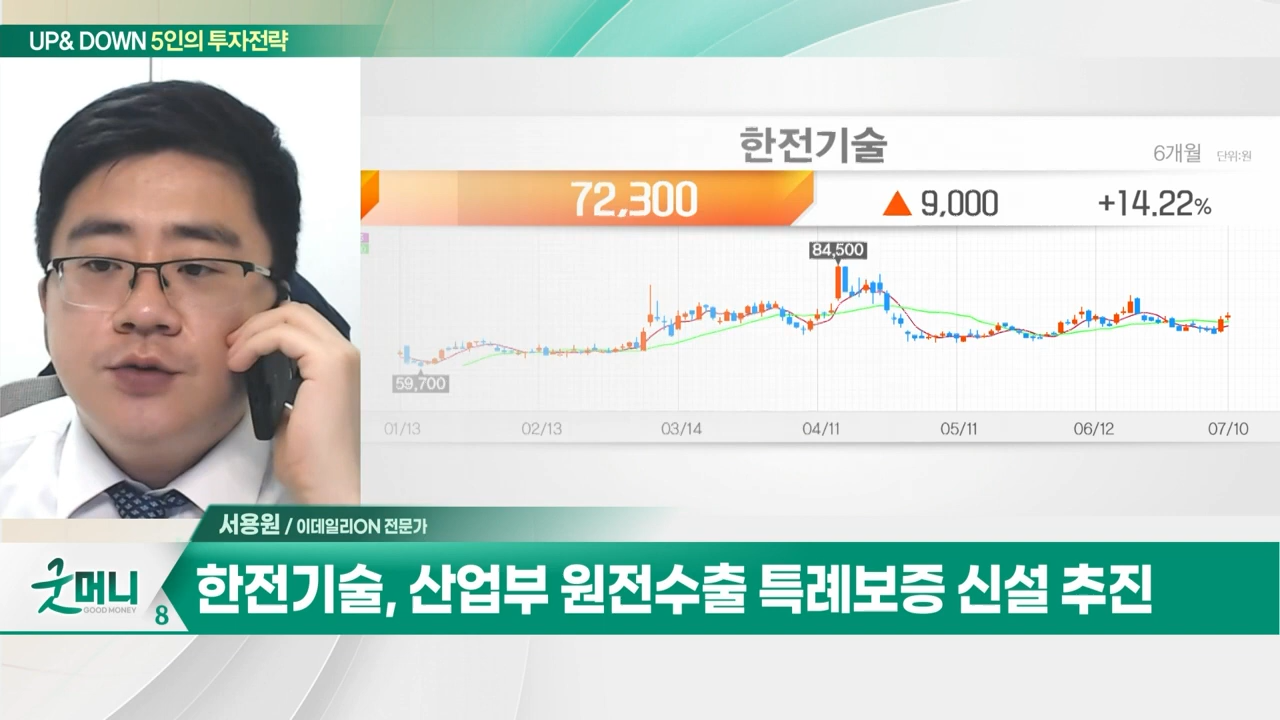 UP& DOWN 5인의 투자전략
한전기술
6개월 단위:원
72,300 ▲ 9,000 +14.22%
84,500
59,700
01/13 02/13 03/14 04/11 05/11 06/12 07/10
서용원 / 이데일리ON 전문가
굿머니
GOOD MONEY
8
한전기술, 산업부 원전수출 특례보증 신설 추진